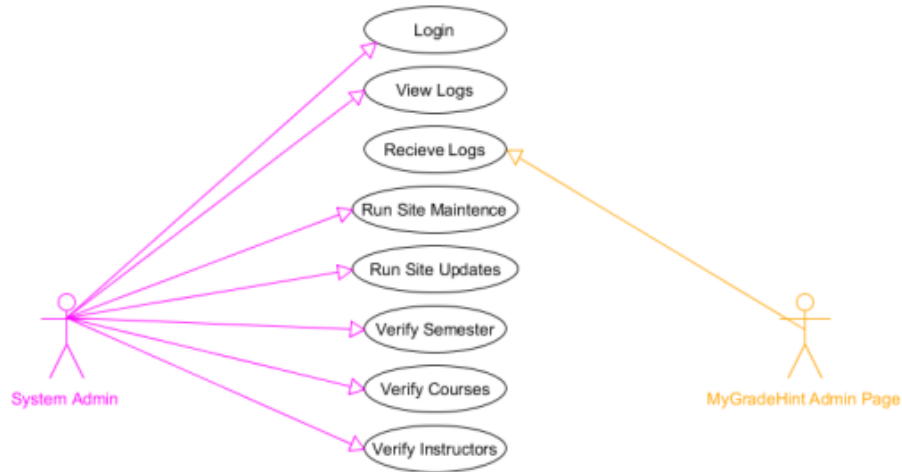 Login
View Logs
Recieve Logs
Run Site Maintence
Run Site Updates
Verify Semester
Verify Courses
Verify Instructors
System Admin
MyGradeHint Admin Page